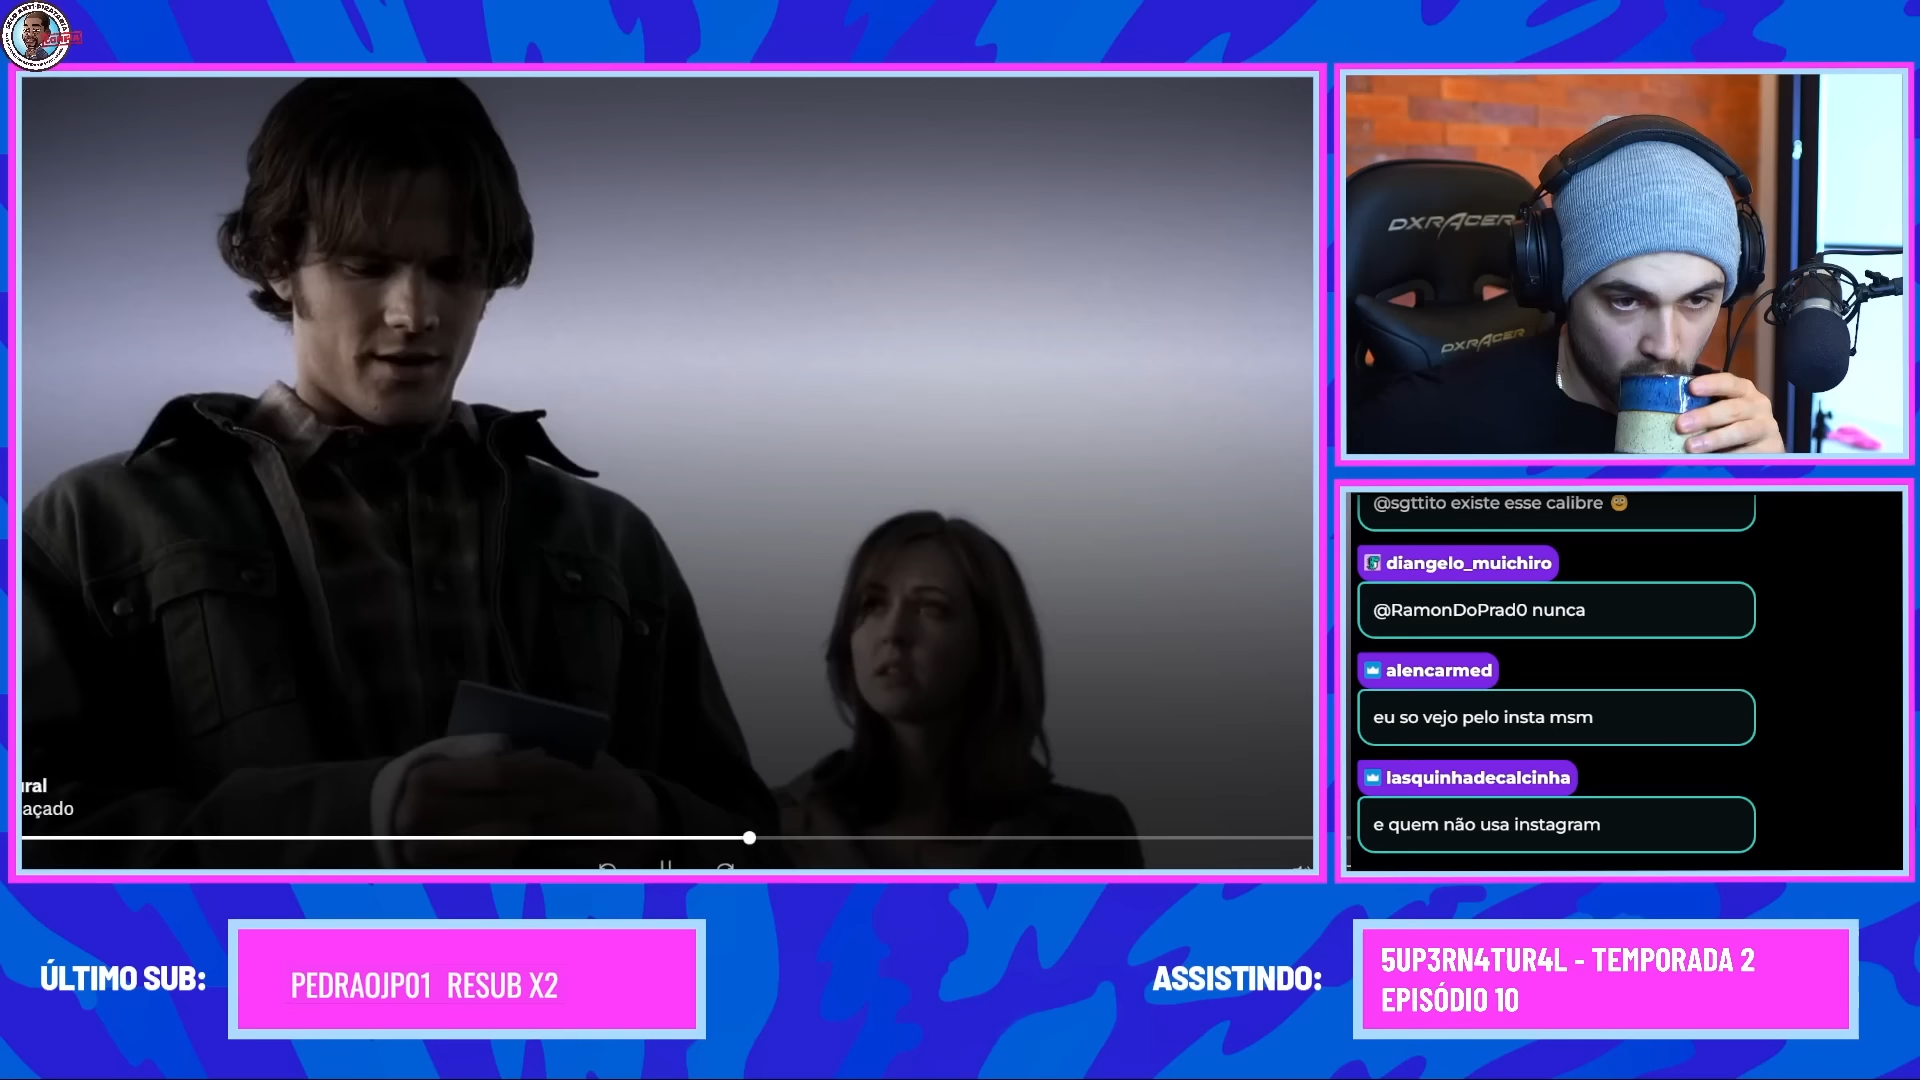 DXRACER
DXRACER
ural
açado
@sgttito existe esse calibre
diangelo_muichiro
@RamonDoPrad0 nunca
alencarmed
eu so vejo pelo insta msm
lasquinhadecalcinha
e quem não usa instagram
ÚLTIMO SUB:
PEDRAOJP01 RESUB X2
ASSISTINDO:
5UP3RN4TUR4L - TEMPORADA 2
EPISÓDIO 10